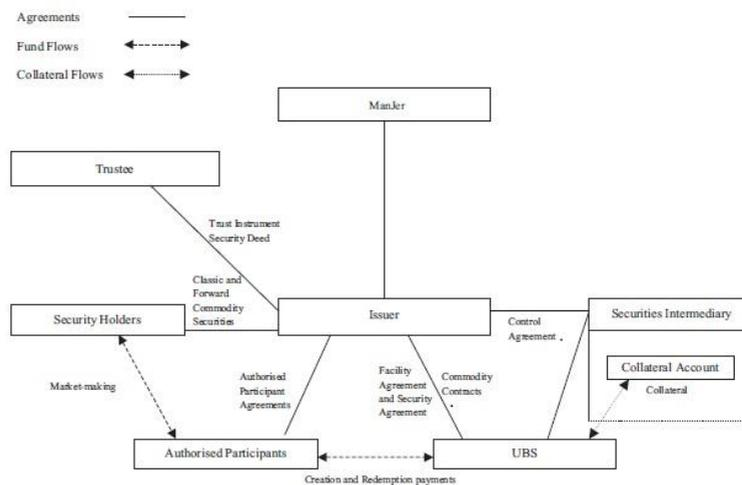 Agreements
Fund Flows
Collateral Flows
ManJer
Trustee
Trust Instrument
Security Deed
Classic and
Forward
Commodity
Securities
Security Holders
Issuer
Securities Intermediary
Control
Agreement .
Collateral Account
Collateral
Market-making
Authorised
Participant
Agreements
Facility
Agreement
and Security
Agreement
Commodity
Contracts
.
Authorised Participants
UBS
Creation and Redemption payments